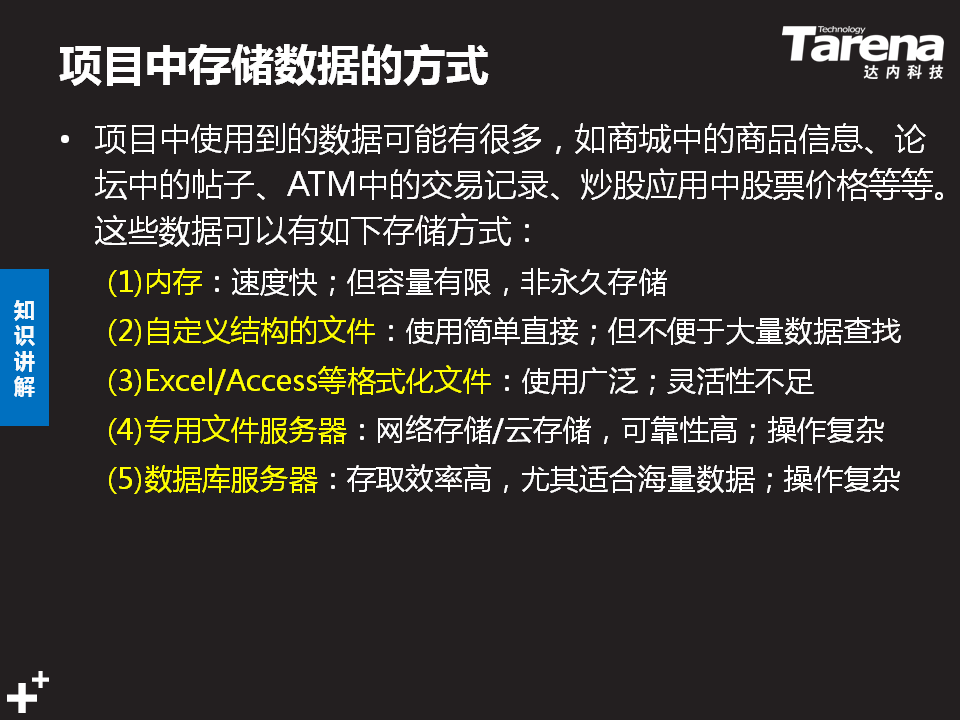 项目中存储数据的方式
Technology
Tarena
达内科技
• 项目中使用到的数据可能有很多，如商城中的商品信息、论
坛中的帖子、ATM中的交易记录、炒股应用中股票价格等等。
这些数据可以有如下存储方式：
(1)内存：速度快；但容量有限，非永久存储
(2)自定义结构的文件：使用简单直接；但不便于大量数据查找
(3)Excel/Access等格式化文件：使用广泛；灵活性不足
(4)专用文件服务器：网络存储/云存储，可靠性高；操作复杂
(5)数据库服务器：存取效率高，尤其适合海量数据；操作复杂
知
识
讲
解